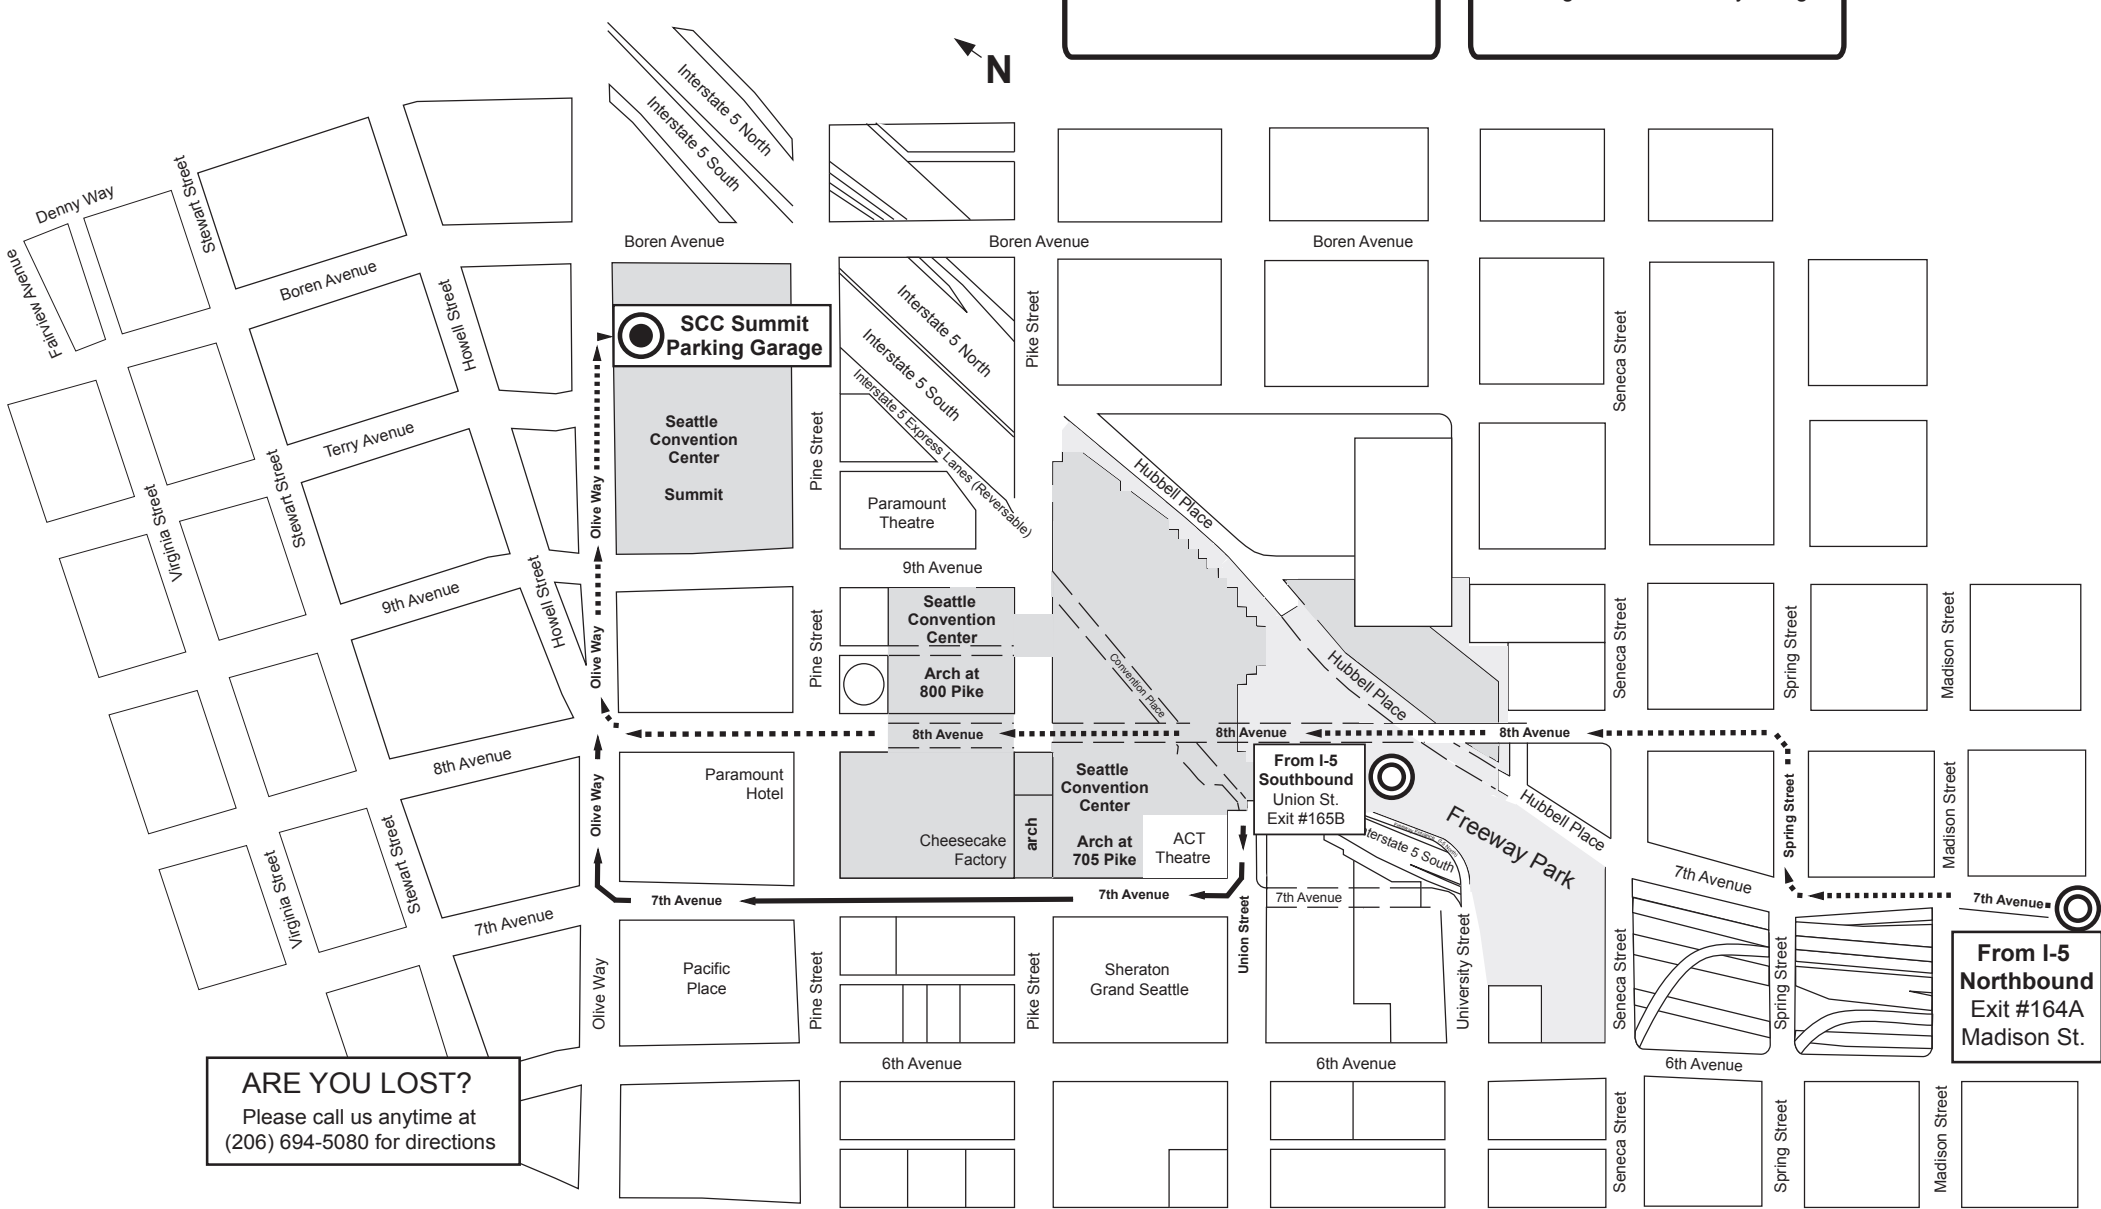 N
Interstate 5 North
Interstate 5 South
Denny Way
Stewart Street
Fairview Avenue
Boren Avenue
Boren Avenue
Boren Avenue
Boren Avenue
Howell Street
SCC Summit
Parking Garage
Interstate 5 North
Interstate 5 South
Interstate 5 Express Lanes (Reversable)
Pike Street
Seneca Street
Seattle
Convention
Center
Summit
Pine Street
Olive Way
Terry Avenue
Stewart Street
Virginia Street
Paramount
Theatre
Hubbell Place
9th Avenue
9th Avenue
Howell Street
Olive Way
Pine Street
Seattle
Convention
Center
Arch at
800 Pike
Convention Place
Hubbell Place
Seneca Street
Spring Street
Madison Street
8th Avenue
8th Avenue
8th Avenue
8th Avenue
Olive Way
Paramount
Hotel
Seattle
Convention
Center
Arch at
705 Pike
Cheesecake
Factory
arch
ACT
Theatre
From I-5
Southbound
Union St.
Exit #165B
Interstate 5 South
Freeway Park
Hubbell Place
Spring Street
Madison Street
Stewart Street
Virginia Street
7th Avenue
7th Avenue
7th Avenue
7th Avenue
7th Avenue
7th Avenue
Olive Way
Pacific
Place
Pine Street
Pike Street
Sheraton
Grand Seattle
Union Street
University Street
Seneca Street
Spring Street
From I-5
Northbound
Exit #164A
Madison St.
6th Avenue
6th Avenue
6th Avenue
Seneca Street
Spring Street
Madison Street
ARE YOU LOST?
Please call us anytime at
(206) 694-5080 for directions